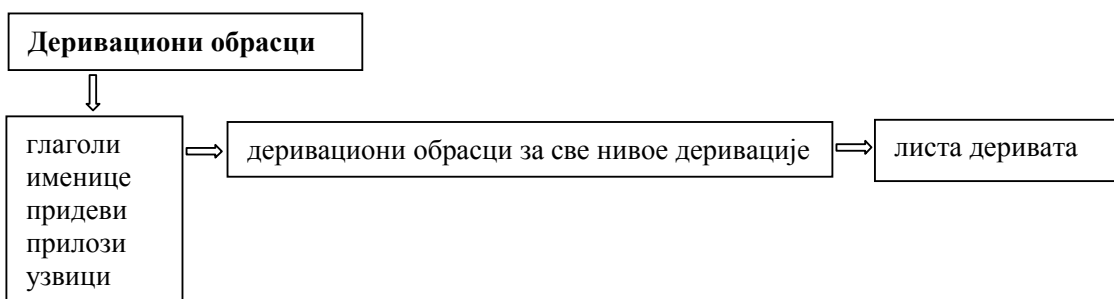 Деривациони обрасци
глаголи
именице
придеви
прилози
узвици
деривациони обрасци за све нивое деривације
листа деривата